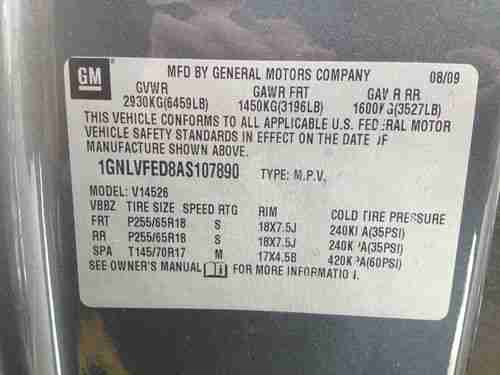 GM MFD BY GENERAL MOTORS COMPANY 08/09
GVWR GAWR FRT GAW R RR
2930KG(6459LB) 1450KG(3196LB) 1600KG(3527LB)
THIS VEHICLE CONFORMS TO ALL APPLICABLE U.S. FEDERAL MOTOR
VEHICLE SAFETY STANDARDS IN EFFECT ON THE DATE OF
MANUFACTURE SHOWN ABOVE.
1GNLVFED8AS107890 TYPE: M.P.V.
MODEL: V14526
VBBZ TIRE SIZE SPEED RTG RIM COLD TIRE PRESSURE
FRT P255/65R18 S 18X7.5J 240KPA(35PSI)
RR P255/65R18 S 18X7.5J 240KPA(35PSI)
SPA T145/70R17 M 17X4.5B 420KPA(60PSI)
SEE OWNER'S MANUAL FOR MORE INFORMATION.